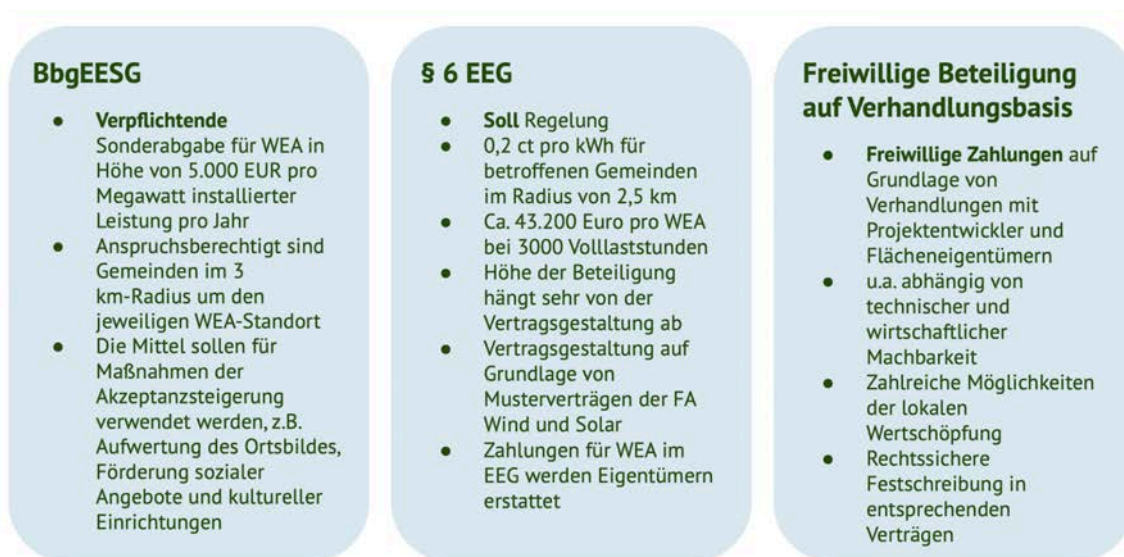 BbgEESG
● Verpflichtende
Sonderabgabe für WEA in
Höhe von 5.000 EUR pro
Megawatt installierter
Leistung pro Jahr
● Anspruchsberechtigt sind
Gemeinden im 3
km-Radius um den
jeweiligen WEA-Standort
● Die Mittel sollen für
Maßnahmen der
Akzeptanzsteigerung
verwendet werden, z.B.
Aufwertung des Ortsbildes,
Förderung sozialer
Angebote und kultureller
Einrichtungen
§ 6 EEG
● Soll Regelung
● 0,2 ct pro kWh für
betroffenen Gemeinden
im Radius von 2,5 km
● Ca. 43.200 Euro pro WEA
bei 3000 Volllaststunden
● Höhe der Beteiligung
hängt sehr von der
Vertragsgestaltung ab
● Vertragsgestaltung auf
Grundlage von
Musterverträgen der FA
Wind und Solar
● Zahlungen für WEA im
EEG werden Eigentümern
erstattet
Freiwillige Beteiligung
auf Verhandlungsbasis
● Freiwillige Zahlungen auf
Grundlage von
Verhandlungen mit
Projektentwickler und
Flächeneigentümern
● u.a. abhängig von
technischer und
wirtschaftlicher
Machbarkeit
● Zahlreiche Möglichkeiten
der lokalen
Wertschöpfung
● Rechtssichere
Festschreibung in
entsprechenden
Verträgen